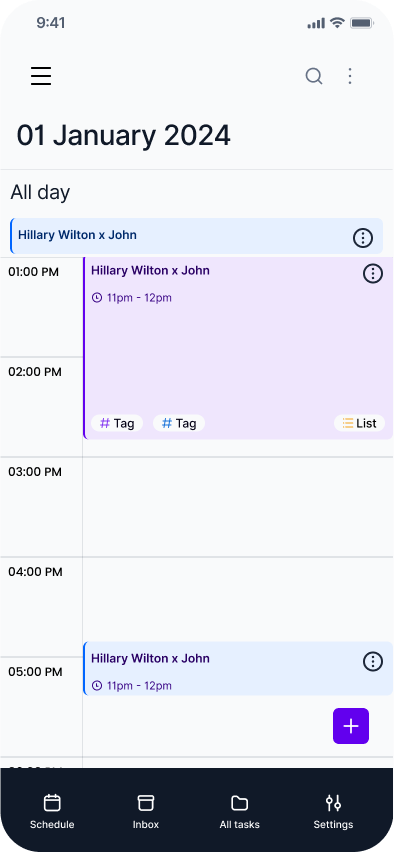 9:41
01 January 2024
All day
Hillary Wilton x John
01:00 PM
Hillary Wilton x John
11pm - 12pm
02:00 PM
# Tag
# Tag
List
03:00 PM
04:00 PM
Hillary Wilton x John
05:00 PM
11pm - 12pm
Schedule
Inbox
All tasks
Settings